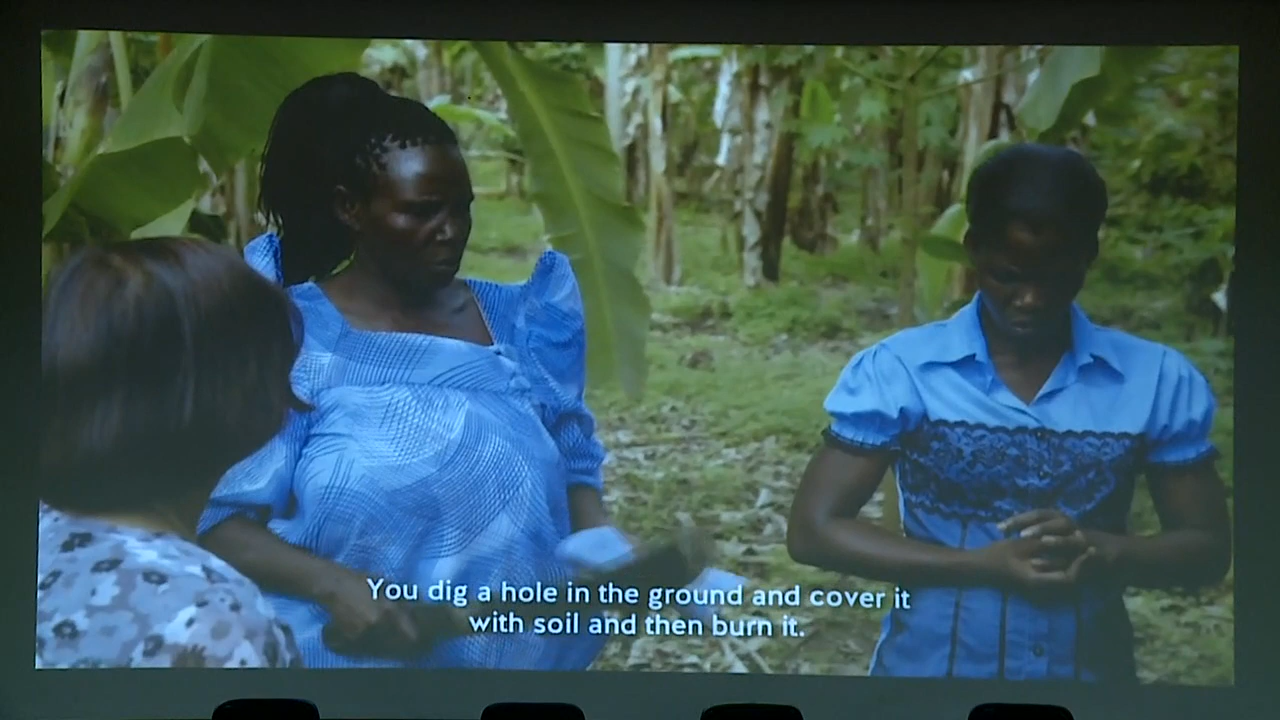 You dig a hole in the ground and cover it
with soil and then burn it.